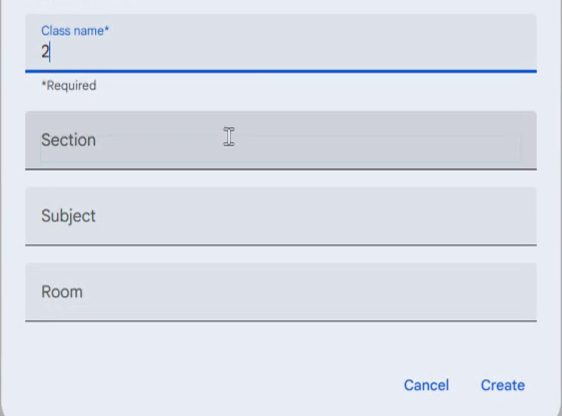 Class name*
2
*Required
Section
Subject
Room
Cancel Create